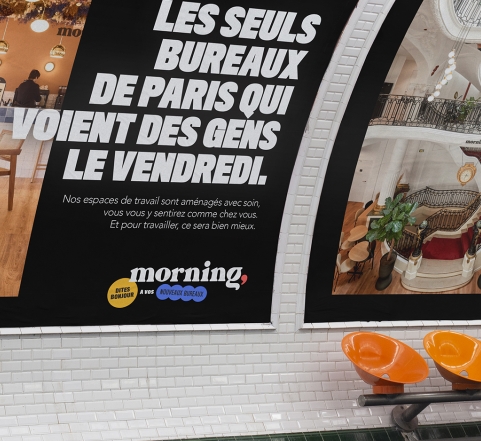 LES SEULS
BUREAUX
DE PARIS QUI
VOIENT DES GENS
LE VENDREDI.
Nos espaces de travail sont aménagés avec soin,
vous vous y sentirez comme chez vous.
Et pour travailler, ce sera bien mieux.
morning,
DITES
BONJOUR
A VOS NOUVEAUX BUREAUX
mo
morning